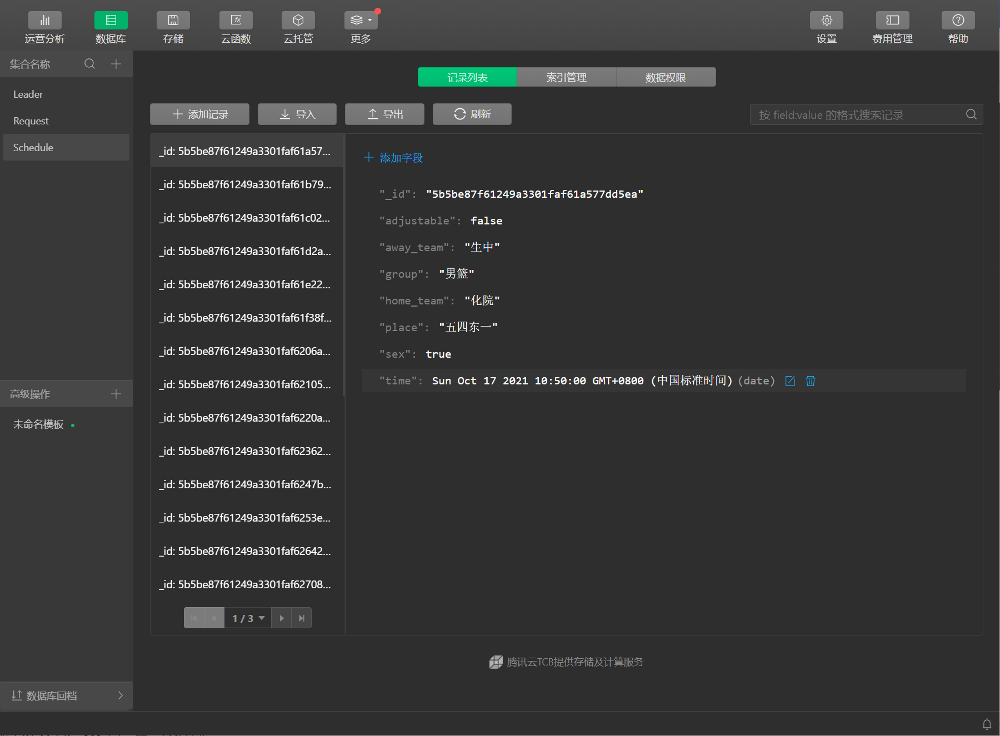 运营分析 数据库 存储 云函数 云托管 更多 设置 费用管理 帮助
集合名称
Leader
Request
Schedule
高级操作
未命名模板
数据库回档
记录列表 索引管理 数据权限
添加记录 导入 导出 刷新 按 field:value 的格式搜索记录
_id: 5b5be87f61249a3301faf61a57...
_id: 5b5be87f61249a3301faf61b79...
_id: 5b5be87f61249a3301faf61c02...
_id: 5b5be87f61249a3301faf61d2a...
_id: 5b5be87f61249a3301faf61e22...
_id: 5b5be87f61249a3301faf61f38f...
_id: 5b5be87f61249a3301faf6206a...
_id: 5b5be87f61249a3301faf62105...
_id: 5b5be87f61249a3301faf6220a...
_id: 5b5be87f61249a3301faf62362...
_id: 5b5be87f61249a3301faf6247b...
_id: 5b5be87f61249a3301faf6253e...
_id: 5b5be87f61249a3301faf62642...
_id: 5b5be87f61249a3301faf62708...
1 / 3
添加字段
"_id": "5b5be87f61249a3301faf61a577dd5ea"
"adjustable": false
"away_team": "生中"
"group": "男篮"
"home_team": "化院"
"place": "五四东一"
"sex": true
"time": Sun Oct 17 2021 10:50:00 GMT+0800 (中国标准时间) (date)
腾讯云TCB提供存储及计算服务